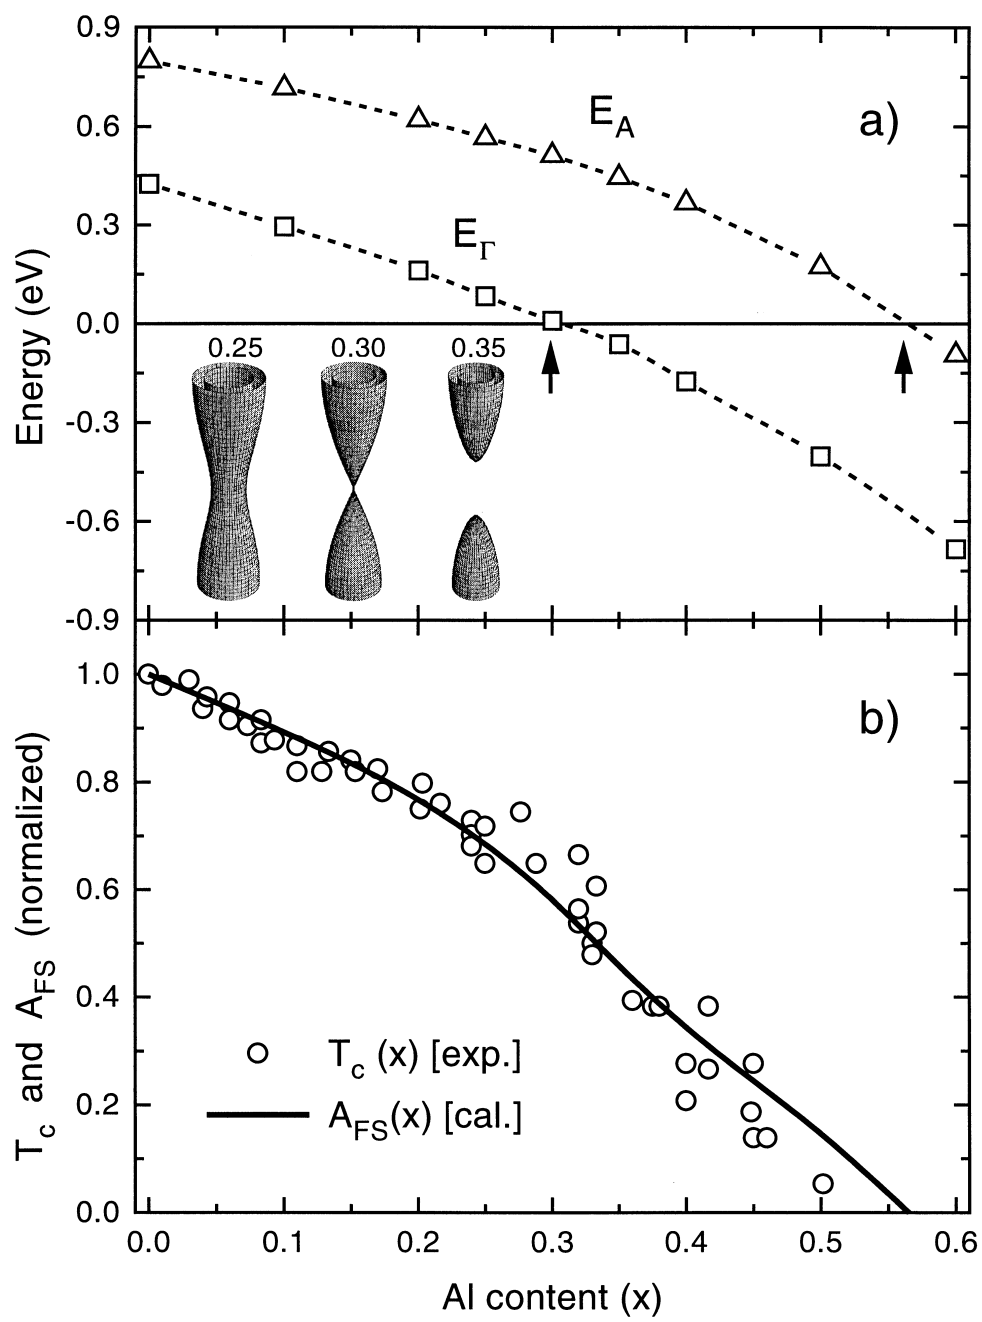 0.9
a)
E_A
0.6
0.3
E_Γ
0.0
0.25 0.30 0.35
-0.3
-0.6
-0.9
Energy (eV)
1.0
b)
0.8
0.6
0.4
T_c (x) [exp.]
0.2
A_FS(x) [cal.]
0.0
T_c and A_FS (normalized)
0.0 0.1 0.2 0.3 0.4 0.5 0.6
Al content (x)